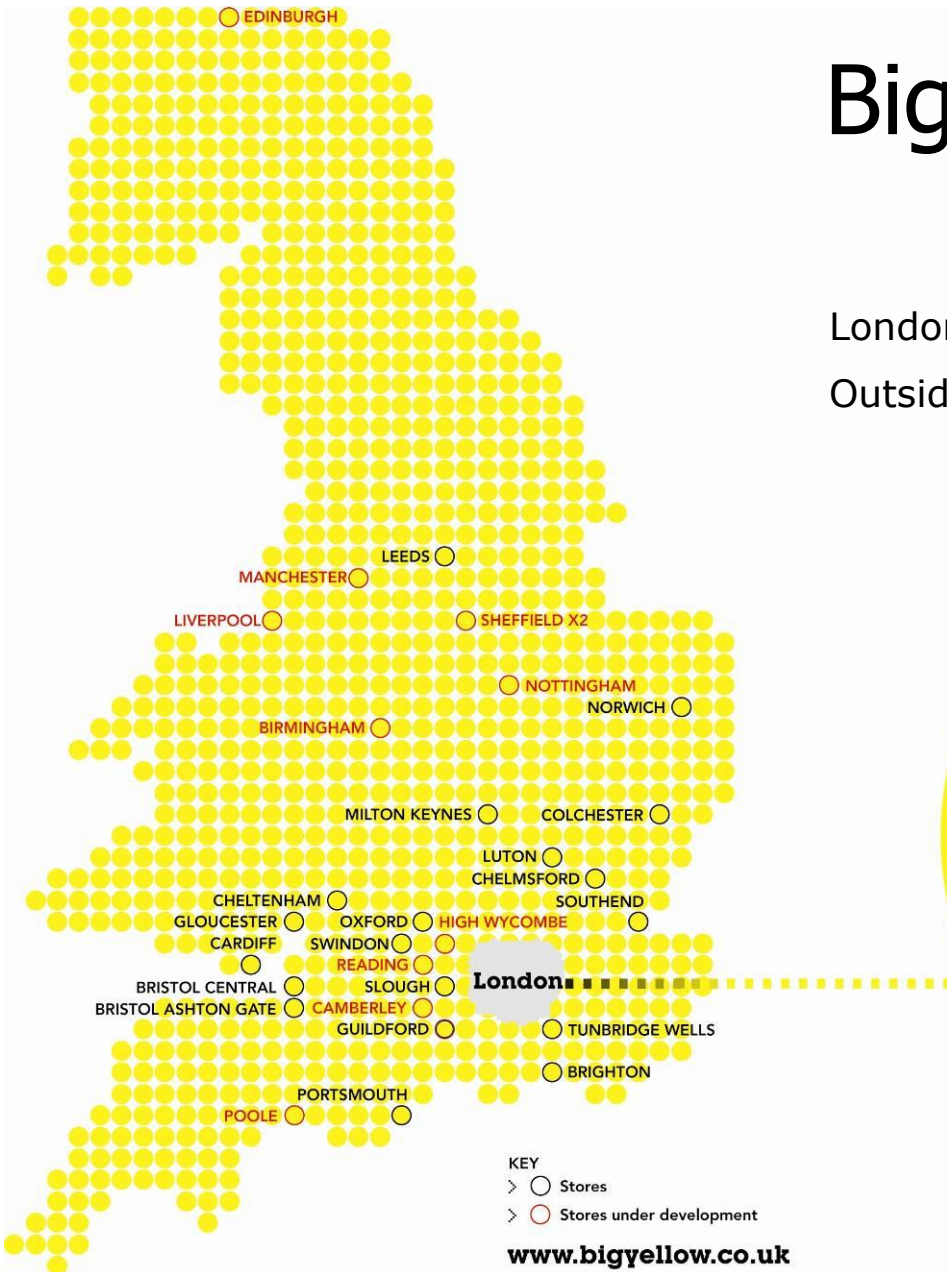 EDINBURGH
Big
London
Outsid
LEEDS
MANCHESTER
LIVERPOOL
SHEFFIELD X2
NOTTINGHAM
NORWICH
BIRMINGHAM
MILTON KEYNES
COLCHESTER
LUTON
CHELMSFORD
CHELTENHAM
SOUTHEND
GLOUCESTER
OXFORD
HIGH WYCOMBE
CARDIFF
SWINDON
READING
London
BRISTOL CENTRAL
SLOUGH
BRISTOL ASHTON GATE
CAMBERLEY
GUILDFORD
TUNBRIDGE WELLS
BRIGHTON
PORTSMOUTH
POOLE
KEY
> Stores
> Stores under development
www.bigyellow.co.uk